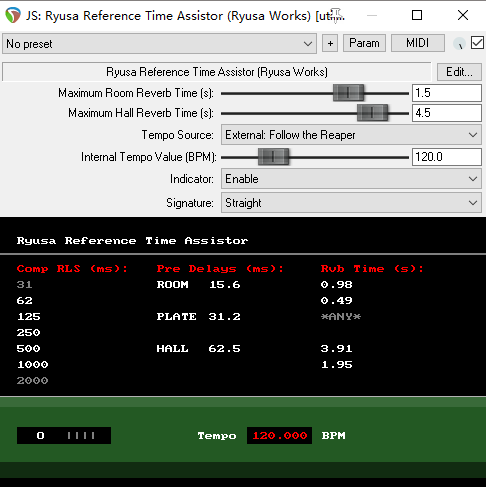 JS: Ryusa Reference Time Assistor (Ryusa Works) [uti...
No preset + Param MIDI
Ryusa Reference Time Assistor (Ryusa Works) Edit...
Maximum Room Reverb Time (s): 1.5
Maximum Hall Reverb Time (s): 4.5
Tempo Source: External: Follow the Reaper
Internal Tempo Value (BPM): 120.0
Indicator: Enable
Signature: Straight
Ryusa Reference Time Assistor
Comp RLS (ms): Pre Delays (ms): Rvb Time (s):
31 ROOM 15.6 0.98
62 0.49
125 PLATE 31.2 *ANY*
250
500 HALL 62.5 3.91
1000 1.95
2000
0 | | | | Tempo 120.000 BPM